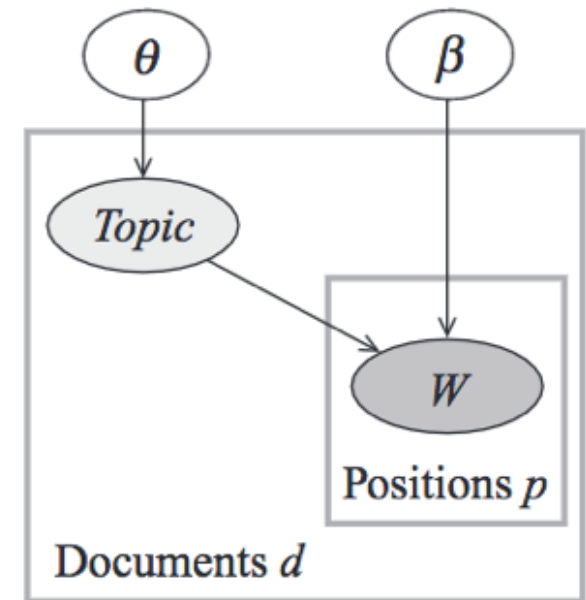 θ β
Topic
W
Positions p
Documents d